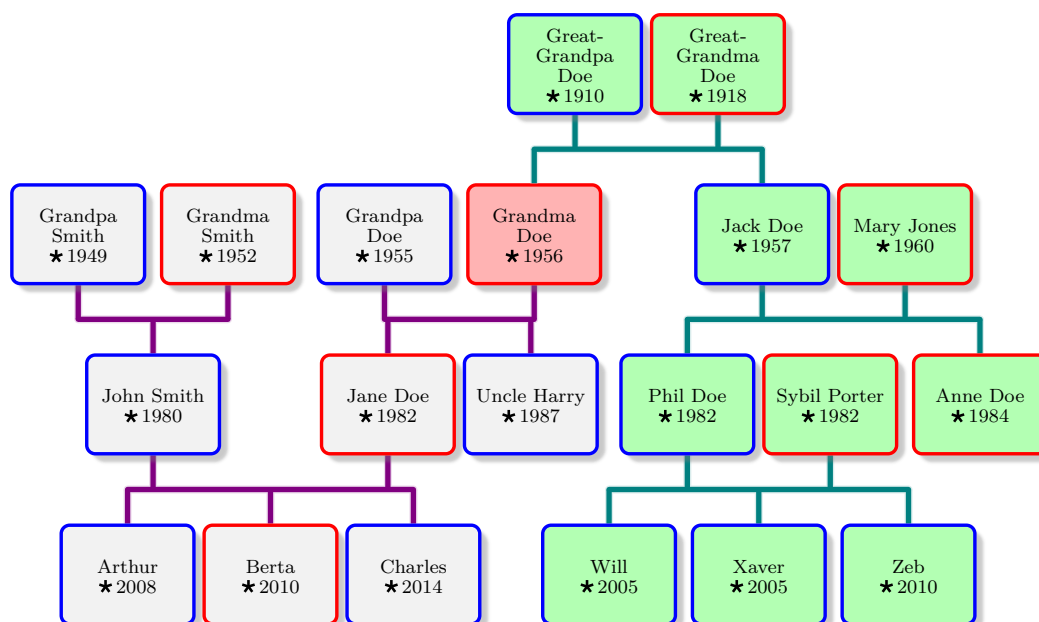 Great-
Grandpa
Doe
★1910
Great-
Grandma
Doe
★1918
Grandpa
Smith
★1949
Grandma
Smith
★1952
Grandpa
Doe
★1955
Grandma
Doe
★1956
Jack Doe
★1957
Mary Jones
★1960
John Smith
★1980
Jane Doe
★1982
Uncle Harry
★1987
Phil Doe
★1982
Sybil Porter
★1982
Anne Doe
★1984
Arthur
★2008
Berta
★2010
Charles
★2014
Will
★2005
Xaver
★2005
Zeb
★2010